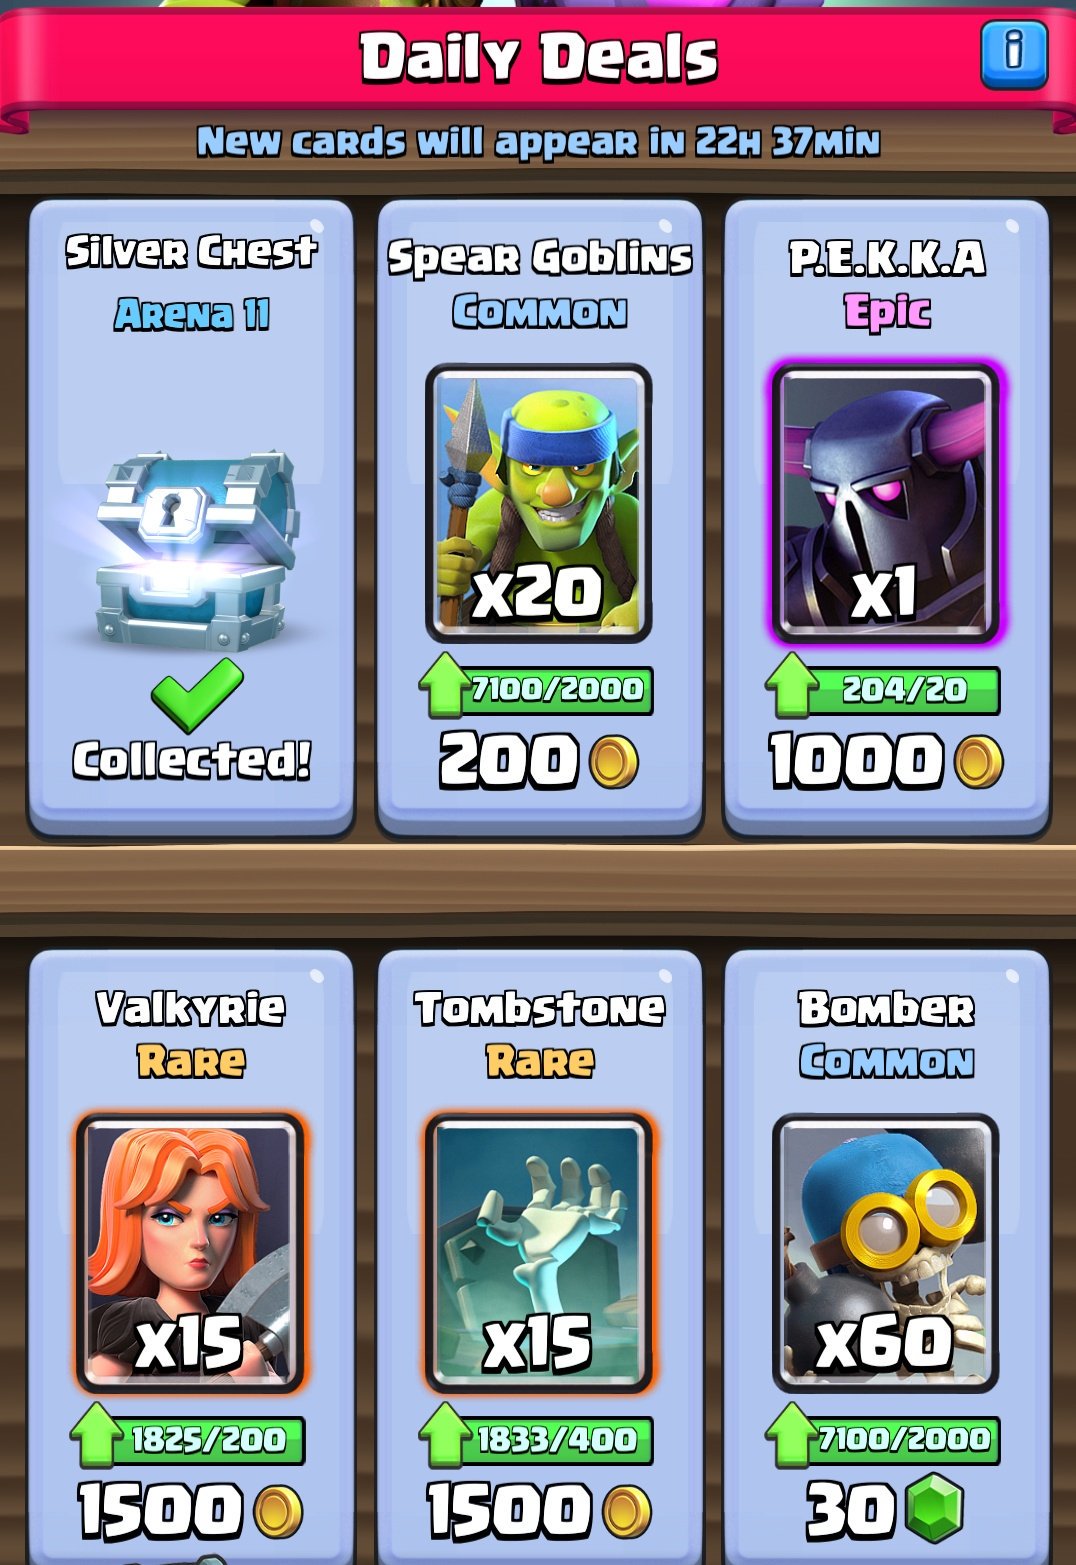 Daily Deals
i
New cards will appear in 22h 37min
Silver Chest
Arena 11
Collected!
Spear Goblins
Common
x20
7100/2000
200
P.E.K.K.A
Epic
x1
204/20
1000
Valkyrie
Rare
x15
1825/200
1500
Tombstone
Rare
x15
1833/400
1500
Bomber
Common
x60
7100/2000
30